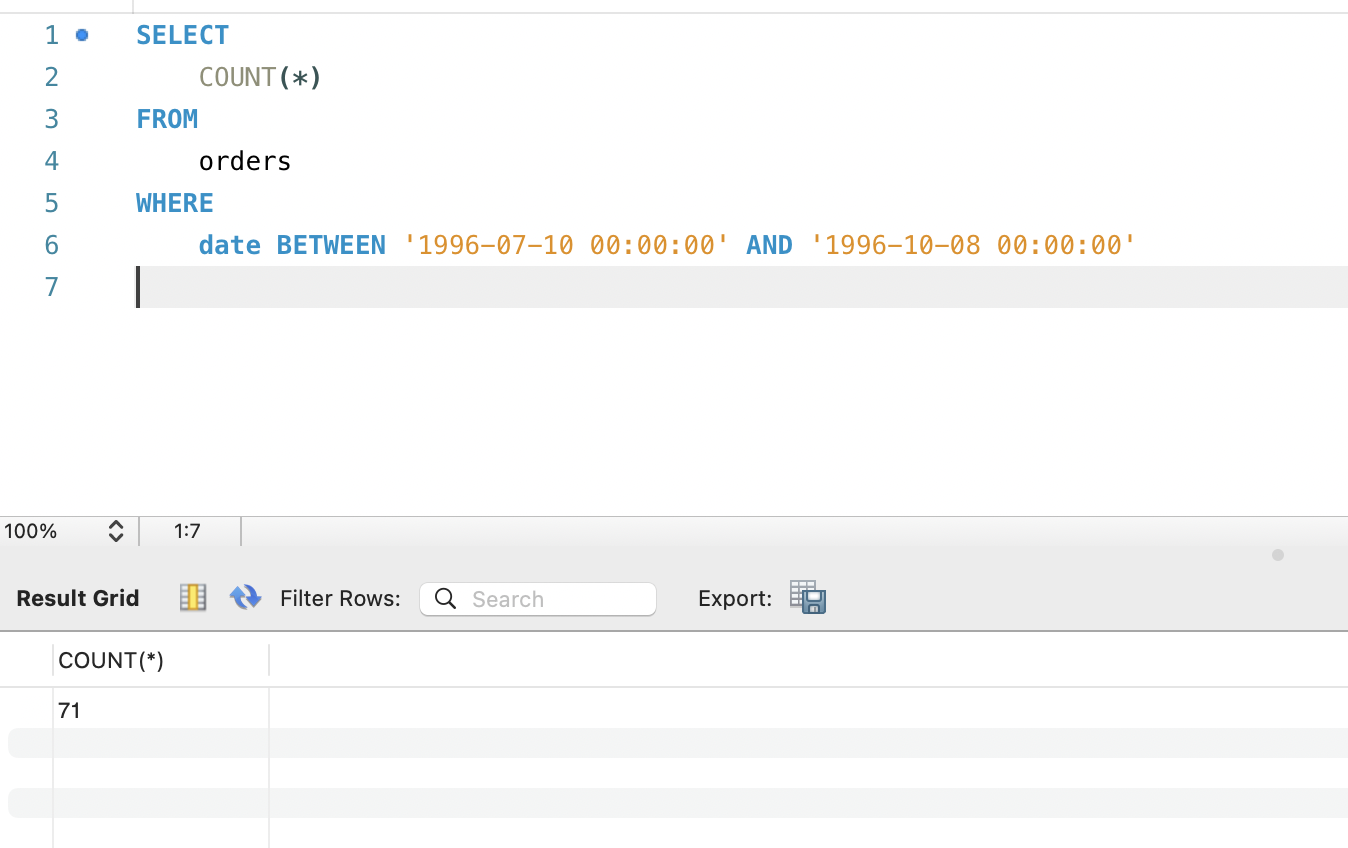 1 SELECT
2 COUNT(*)
3 FROM
4 orders
5 WHERE
6 date BETWEEN '1996-07-10 00:00:00' AND '1996-10-08 00:00:00'
7
100% 1:7
Result Grid Filter Rows: Search Export:
COUNT(*)
71